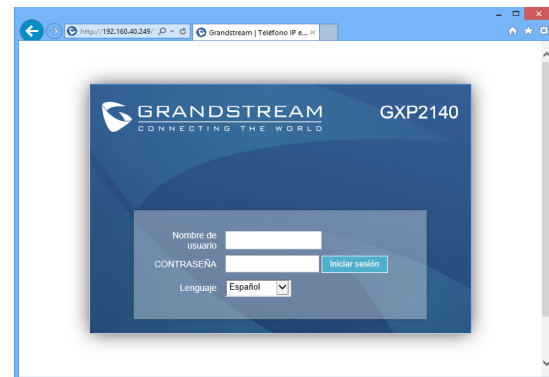 http://192.160.40.249/
Grandstream | Teléfono IP e...
GRANDSTREAM
CONNECTING THE WORLD
GXP2140
Nombre de
usuario
CONTRASEÑA
Iniciar sesión
Lenguaje
Español